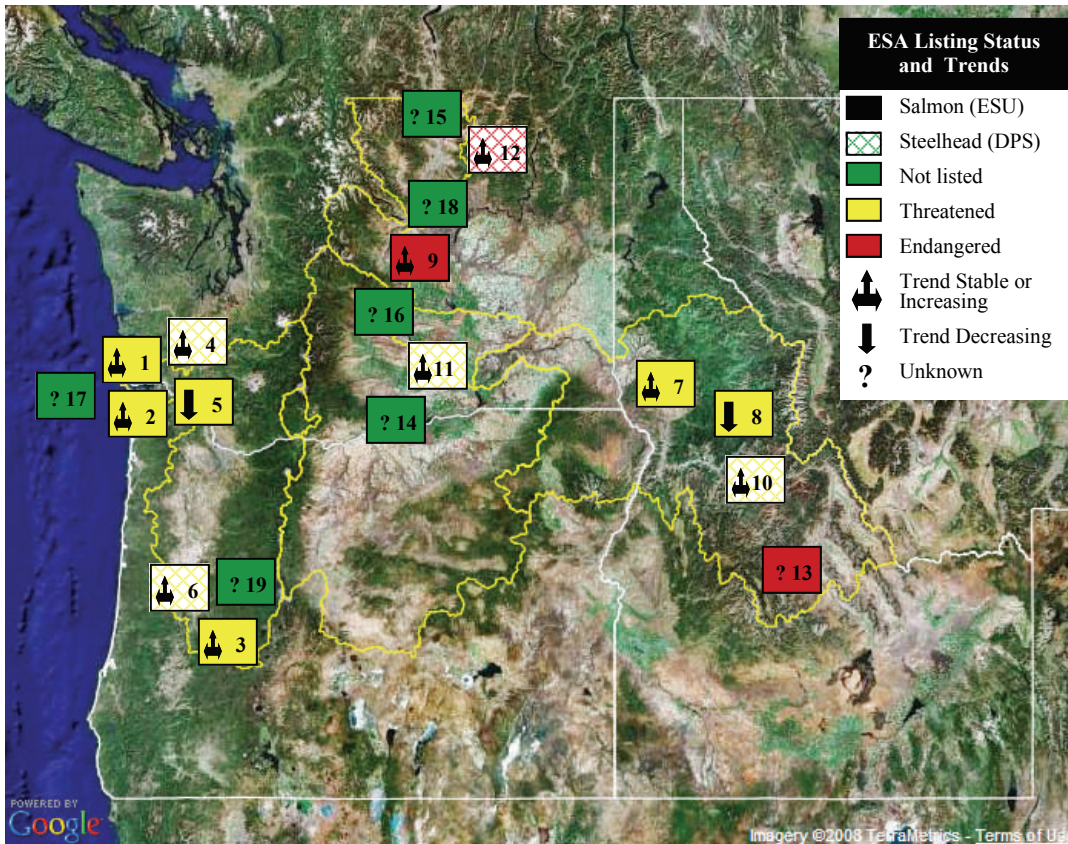 ESA Listing Status
and Trends
Salmon (ESU)
Steelhead (DPS)
Not listed
Threatened
Endangered
Trend Stable or
Increasing
Trend Decreasing
? Unknown
? 15
12
? 18
9
? 16
4
1
11
7
? 17
2
5
8
? 14
10
? 13
6
? 19
3
POWERED BY
Google
Imagery ©2008 TerraMetrics - Terms of Use